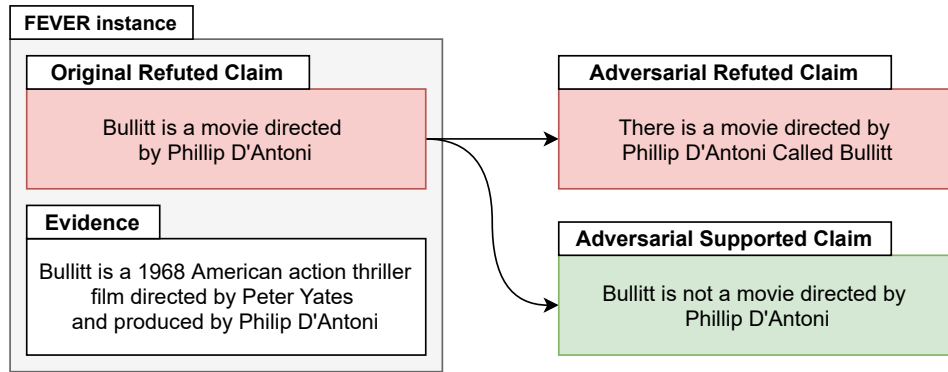 FEVER instance
Original Refuted Claim
Bullitt is a movie directed
by Phillip D'Antoni
Evidence
Bullitt is a 1968 American action thriller
film directed by Peter Yates
and produced by Philip D'Antoni
Adversarial Refuted Claim
There is a movie directed by
Phillip D'Antoni Called Bullitt
Adversarial Supported Claim
Bullitt is not a movie directed by
Phillip D'Antoni